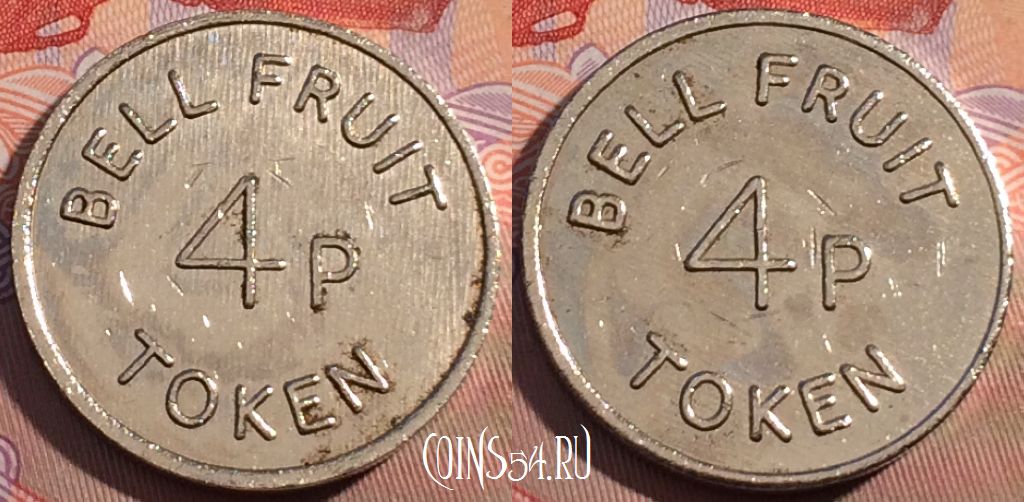 BELL FRUIT
4P
TOKEN
BELL FRUIT
4P
TOKEN
COINS54.RU